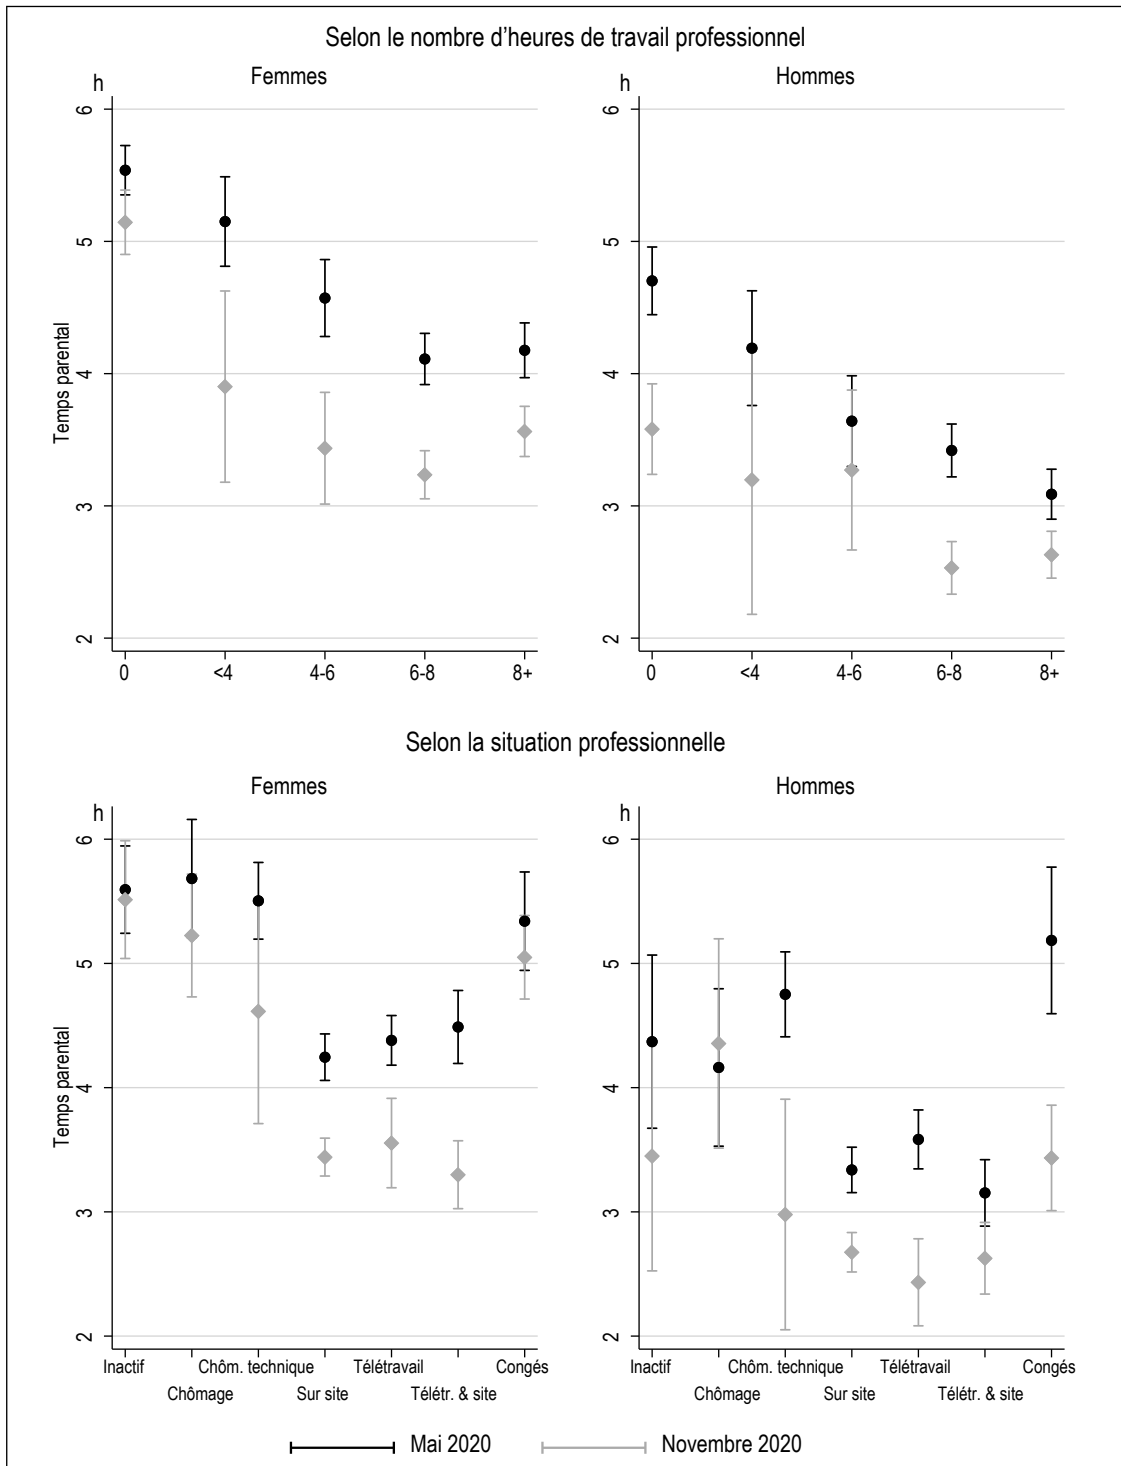 Selon le nombre d'heures de travail professionnel
Femmes
Hommes
h
h
6
5
4
3
2
Temps parental
0 <4 4-6 6-8 8+
6
5
4
3
2
0 <4 4-6 6-8 8+
Selon la situation professionnelle
Femmes
Hommes
h
h
6
5
4
3
2
Temps parental
Inactif Chôm. technique Télétravail Congés
Chômage Sur site Télétr. & site
6
5
4
3
2
Inactif Chôm. technique Télétravail Congés
Chômage Sur site Télétr. & site
Mai 2020 Novembre 2020